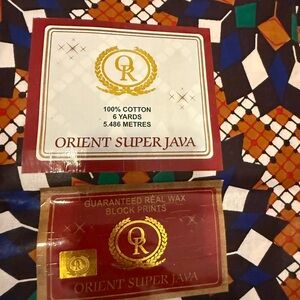 OR
100% COTTON
6 YARDS
5.486 METRES
ORIENT SUPER JAVA
GUARANTEED REAL WAX
BLOCK PRINTS
OR
ORIENT SUPER JAVA